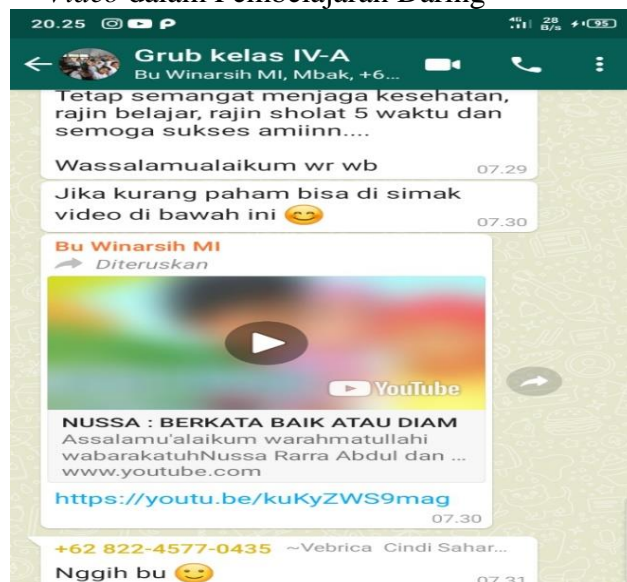 Video dalam Pembelajaran Daring
20.25
4G 28 B/s 95
Grub kelas IV-A
Bu Winarsih MI, Mbak, +6...
Tetap semangat menjaga kesehatan,
rajin belajar, rajin sholat 5 waktu dan
semoga sukses amiinn....
Wassalamualaikum wr wb
07.29
Jika kurang paham bisa di simak
video di bawah ini 😊
07.30
Bu Winarsih MI
Diteruskan
YouTube
NUSSA : BERKATA BAIK ATAU DIAM
Assalamu'alaikum warahmatullahi
wabarakatuhNussa Rarra Abdul dan ...
www.youtube.com
https://youtu.be/kuKyZWS9mag
07.30
+62 822-4577-0435 ~Vebrica Cindi Sahar...
Nggih bu 🙂
07.31